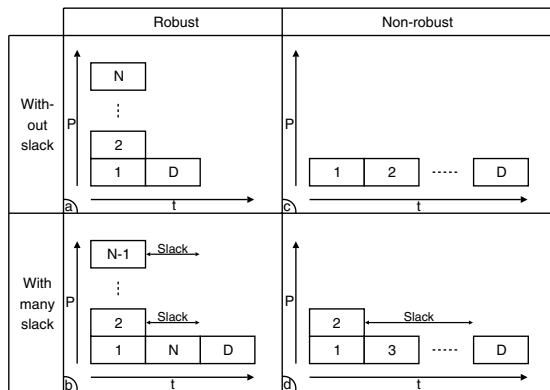 Robust
Non-robust
With-
out
slack
P
N
2
1 D
a
t
P
1 2 D
c
t
With
many
slack
P
N-1 Slack
2 Slack
1 N D
b
t
P
2 Slack
1 3 D
d
t